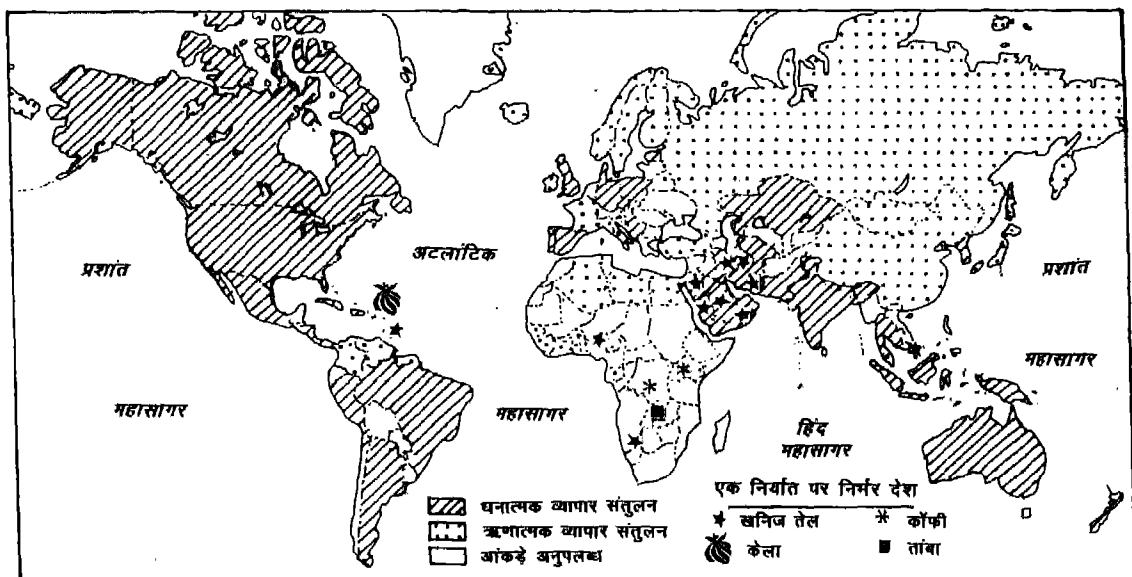 प्रशांत
अटलांटिक
प्रशांत
महासागर
महासागर
हिंद
महासागर
महासागर
धनात्मक व्यापार संतुलन
ऋणात्मक व्यापार संतुलन
आंकड़े अनुपलब्ध
एक निर्यात पर निर्भर देश
खनिज तेल
कॉफी
केला
तांबा